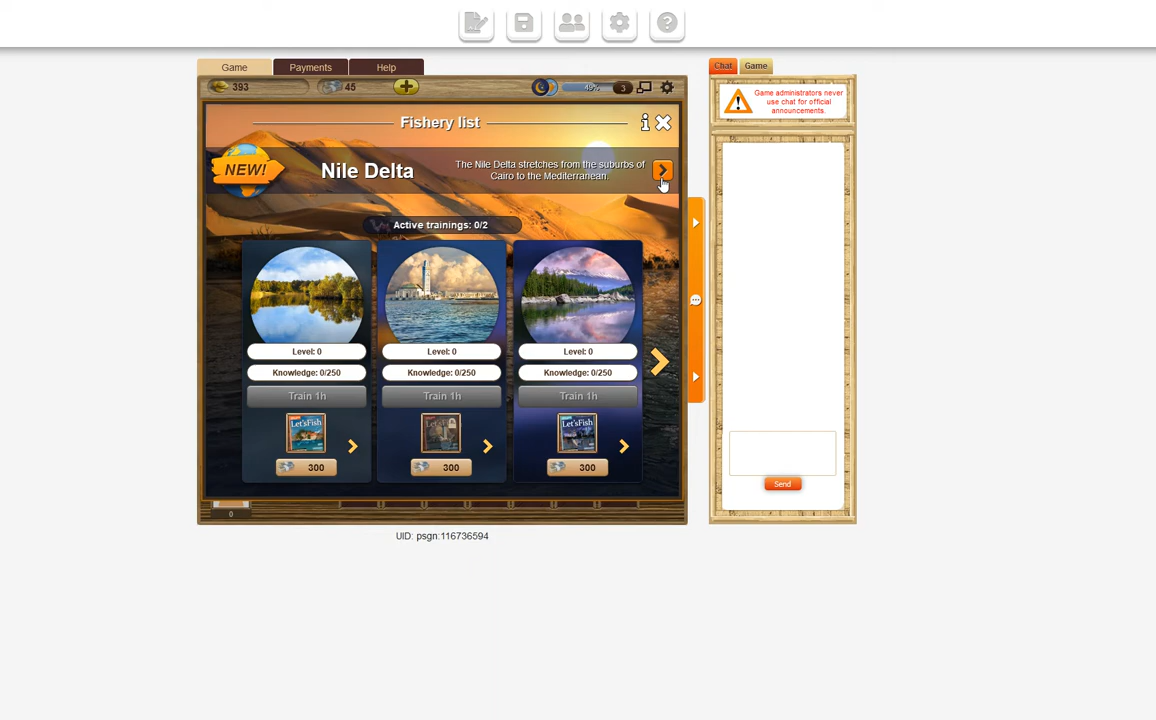 Game
Payments
Help
393
45
49%
3
Fishery list
NEW!
Nile Delta
The Nile Delta stretches from the suburbs of
Cairo to the Mediterranean.
Active trainings: 0/2
Level: 0
Level: 0
Level: 0
Knowledge: 0/250
Knowledge: 0/250
Knowledge: 0/250
Train 1h
Train 1h
Train 1h
Let'sFish
Let'sFish
Let'sFish
300
300
300
0
UID: psgn:116736594
Chat
Game
Game administrators never
use chat for official
announcements.
Send